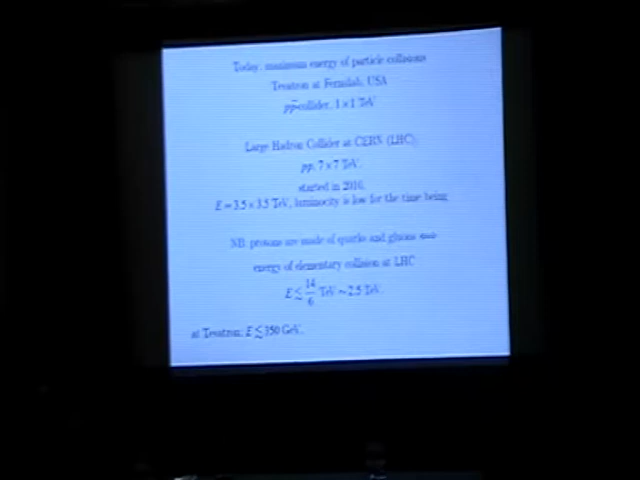 Today: maximum energy of particle collisions
Tevatron at Fermilab, USA
pp̄-collider, 1 × 1 TeV
Large Hadron Collider at CERN (LHC):
pp, 7 × 7 TeV.
started in 2010,
E = 3.5 × 3.5 TeV, luminocity is low for the time being
NB: protons are made of quarks and gluons ⟺
energy of elementary collision at LHC
E ≲ 14/6 TeV ∼ 2.5 TeV.
at Tevatron: E ≲ 350 GeV.